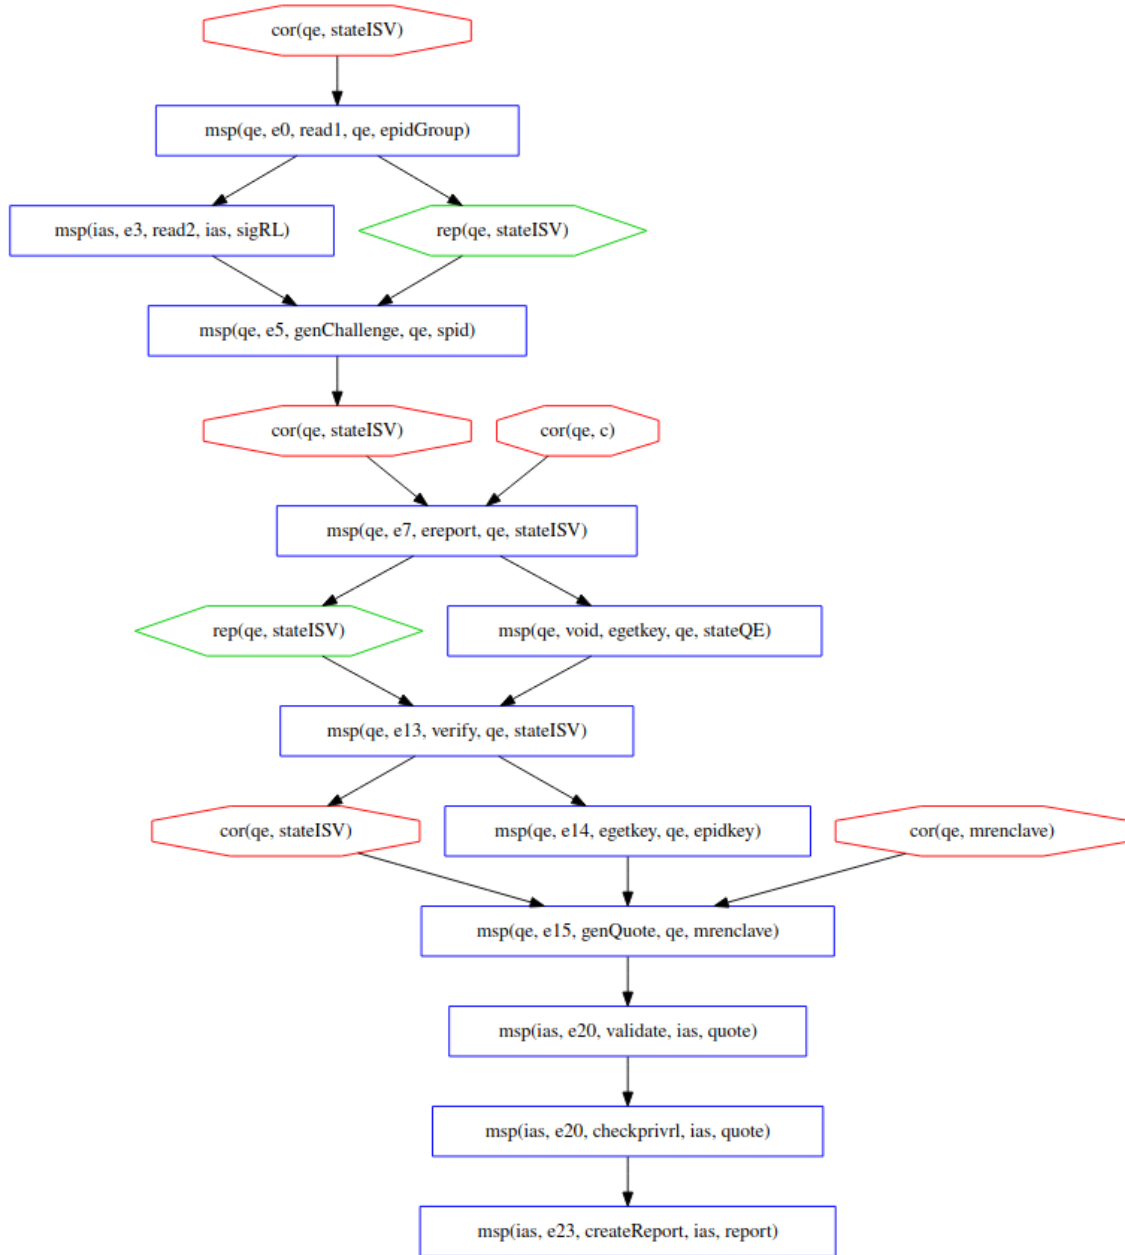 cor(qe, stateISV)
msp(qe, e0, read1, qe, epidGroup)
msp(ias, e3, read2, ias, sigRL)
rep(qe, stateISV)
msp(qe, e5, genChallenge, qe, spid)
cor(qe, stateISV)
cor(qe, c)
msp(qe, e7, ereport, qe, stateISV)
rep(qe, stateISV)
msp(qe, void, egetkey, qe, stateQE)
msp(qe, e13, verify, qe, stateISV)
cor(qe, stateISV)
msp(qe, e14, egetkey, qe, epidkey)
cor(qe, mrenclave)
msp(qe, e15, genQuote, qe, mrenclave)
msp(ias, e20, validate, ias, quote)
msp(ias, e20, checkprivrl, ias, quote)
msp(ias, e23, createReport, ias, report)